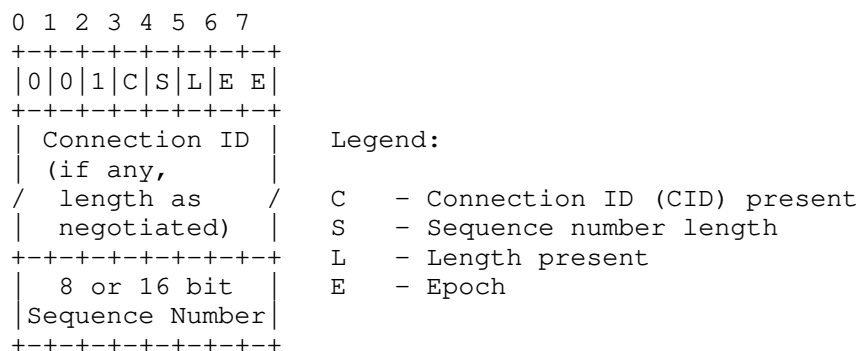 0 1 2 3 4 5 6 7
+-+-+-+-+-+-+-+-+
|0|0|1|C|S|L|E E|
+-+-+-+-+-+-+-+-+
| Connection ID |   Legend:
| (if any,      |
/  length as    /   C   - Connection ID (CID) present
|  negotiated)  |   S   - Sequence number length
+-+-+-+-+-+-+-+-+   L   - Length present
|  8 or 16 bit  |   E   - Epoch
|Sequence Number|
+-+-+-+-+-+-+-+-+